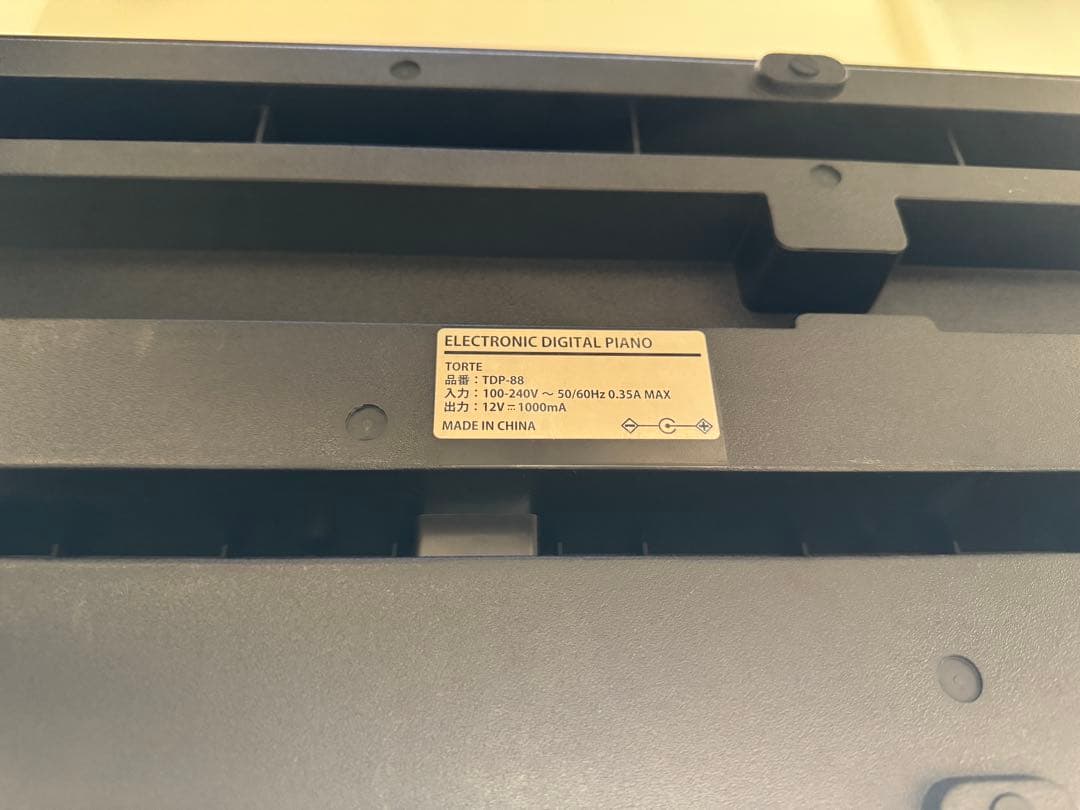 ELECTRONIC DIGITAL PIANO
TORTE
品番：TDP-88
入力：100-240V ～ 50/60Hz 0.35A MAX
出力：12V⎓1000mA
MADE IN CHINA